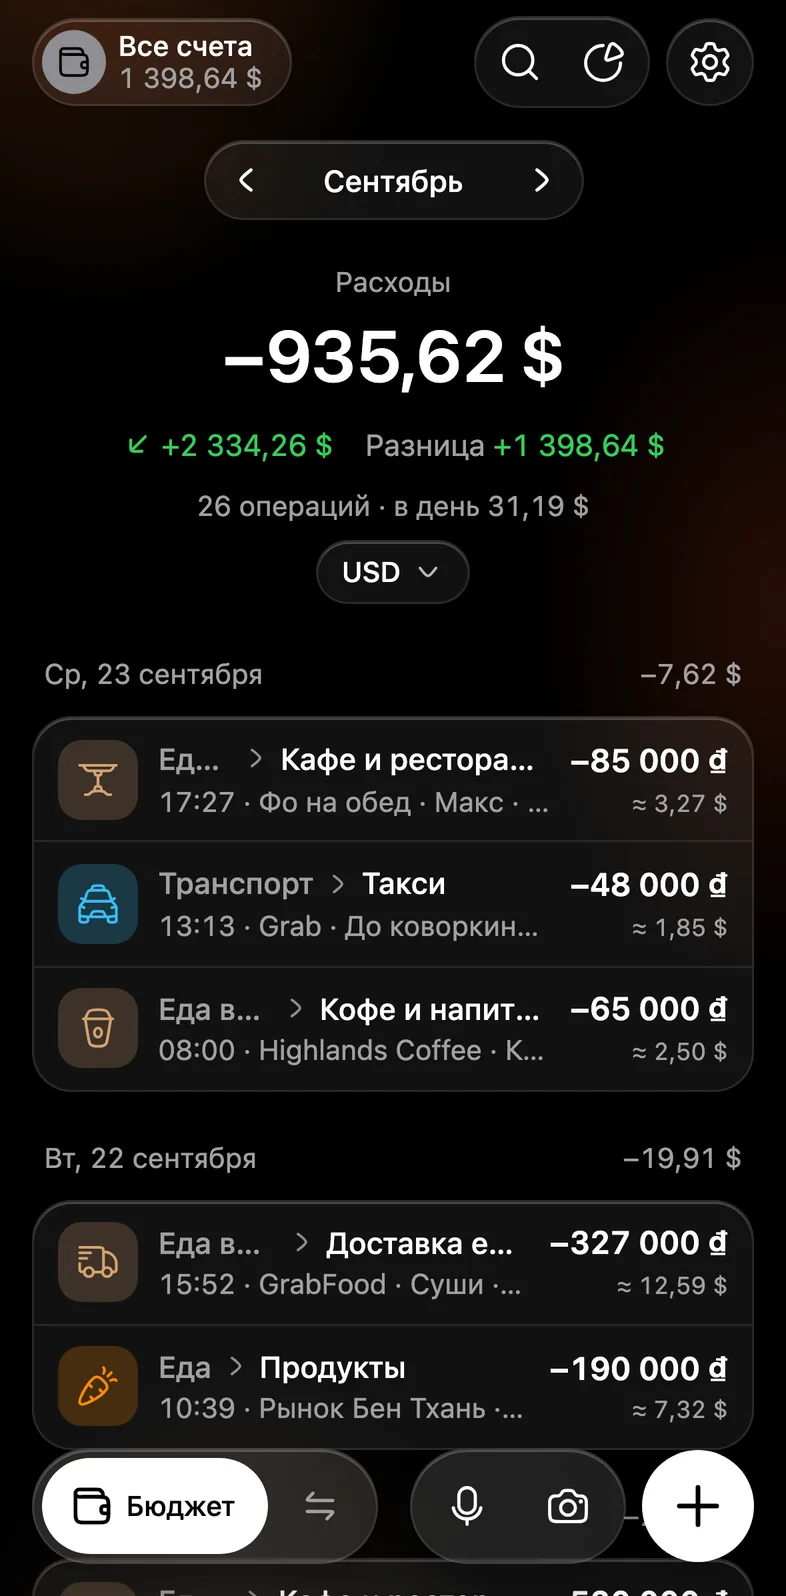 Все счета
1 398,64 $
Сентябрь
Расходы
−935,62 $
+2 334,26 $ Разница +1 398,64 $
26 операций · в день 31,19 $
USD
Ср, 23 сентября −7,62 $
Ед... Кафе и рестора... −85 000 ₫
17:27 · Фо на обед · Макс · ... ≈ 3,27 $
Транспорт Такси −48 000 ₫
13:13 · Grab · До коворкин... ≈ 1,85 $
Еда в... Кофе и напит... −65 000 ₫
08:00 · Highlands Coffee · К... ≈ 2,50 $
Вт, 22 сентября −19,91 $
Еда в... Доставка е... −327 000 ₫
15:52 · GrabFood · Суши ·... ≈ 12,59 $
Еда Продукты −190 000 ₫
10:39 · Рынок Бен Тхань ·... ≈ 7,32 $
Бюджет